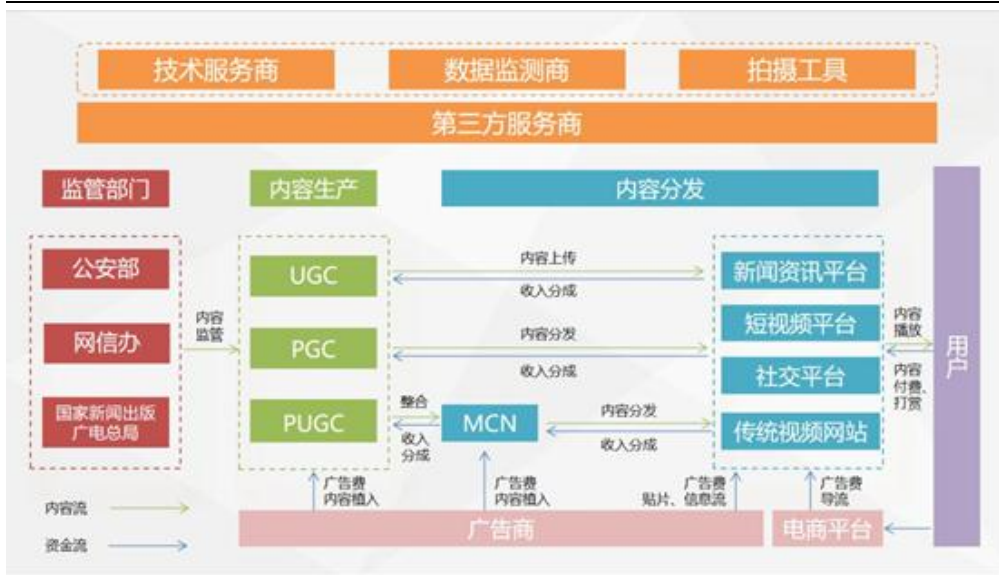 技术服务商
数据监测商
拍摄工具
第三方服务商
监管部门
内容生产
内容分发
公安部
网信办
国家新闻出版
广电总局
内容
监管
UGC
PGC
PUGC
内容上传
收入分成
内容分发
收入分成
整合
收入
分成
MCN
内容分发
收入分成
新闻资讯平台
短视频平台
社交平台
传统视频网站
内容
播放
内容
付费、
打赏
用户
广告费
内容植入
广告费
内容植入
广告费
贴片、信息流
广告费
导流
内容流
资金流
广告商
电商平台